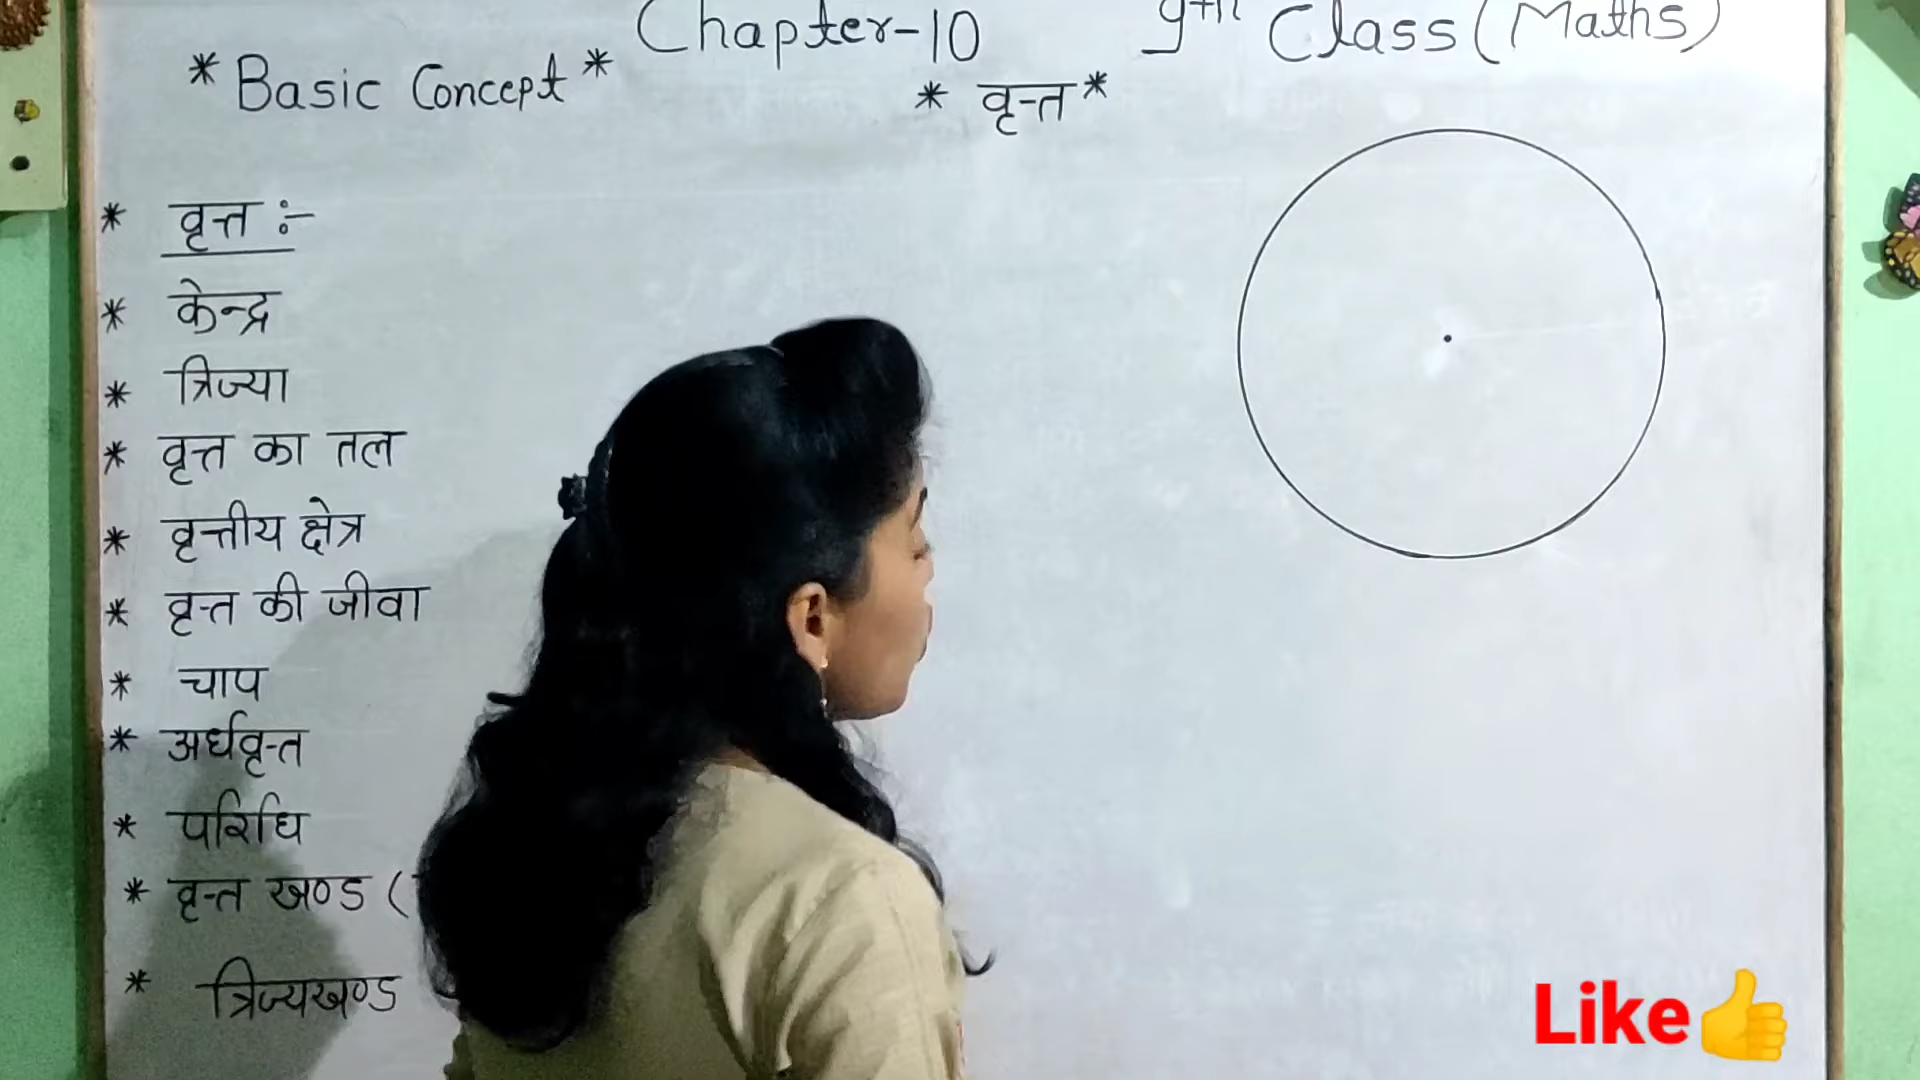 Chapter-10 9th Class (Maths)
* Basic Concept * * वृत्त *
* वृत्त :-
* केन्द्र
* त्रिज्या
* वृत्त का तल
* वृत्तीय क्षेत्र
* वृत्त की जीवा
* चाप
* अर्धवृत्त
* परिधि
* वृत्त खण्ड (
* त्रिज्यखण्ड
Like👍